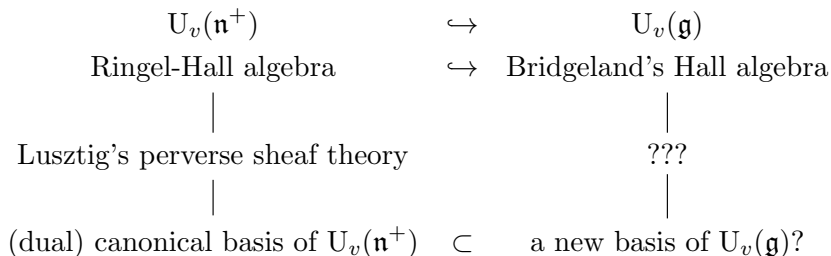 U_v(𝔫⁺) ↪ U_v(𝔤)
Ringel-Hall algebra ↪ Bridgeland's Hall algebra
Lusztig's perverse sheaf theory ???
(dual) canonical basis of U_v(𝔫⁺) ⊂ a new basis of U_v(𝔤)?